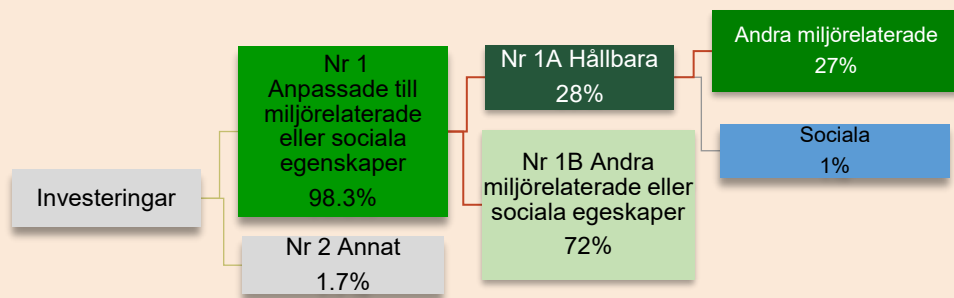 Investeringar
Nr 1
Anpassade till
miljörelaterade
eller sociala
egenskaper
98.3%
Nr 2 Annat
1.7%
Nr 1A Hållbara
28%
Nr 1B Andra
miljörelaterade eller
sociala egeskaper
72%
Andra miljörelaterade
27%
Sociala
1%